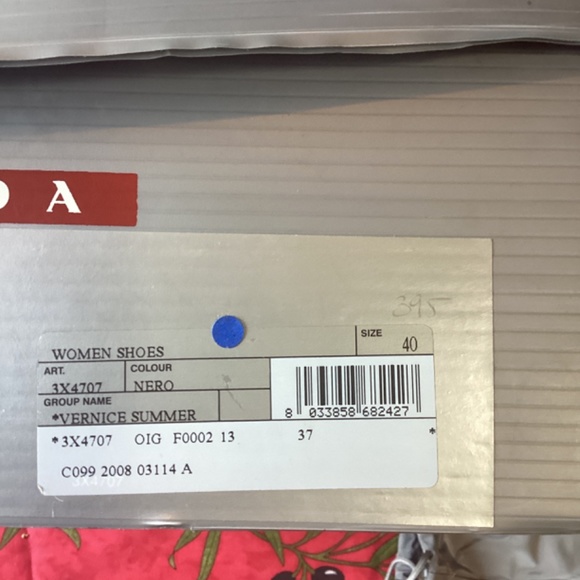 D A
395
WOMEN SHOES
SIZE 40
ART. COLOUR
3X4707 NERO
GROUP NAME
*VERNICE SUMMER
8 033858 682427
*3X4707 OIG F0002 13 37 *
C099 2008 03114 A
3X4707